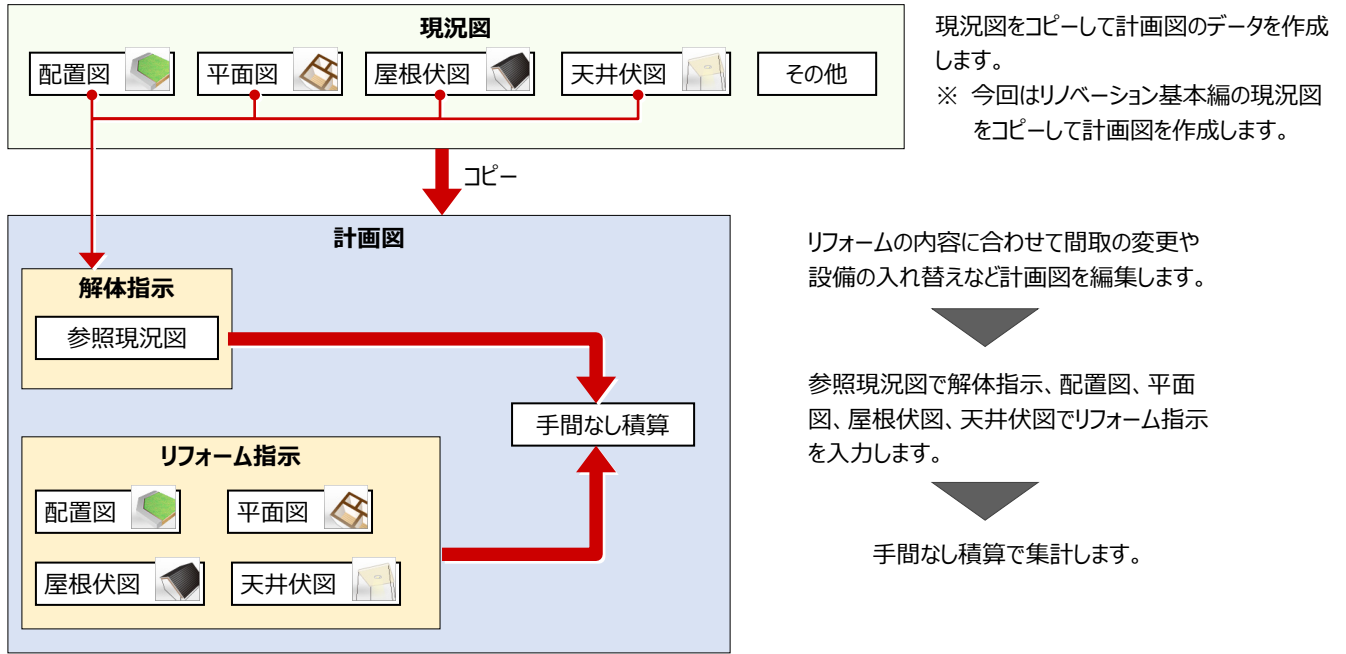 現況図
配置図
平面図
屋根伏図
天井伏図
その他
コピー
計画図
解体指示
参照現況図
手間なし積算
リフォーム指示
配置図
平面図
屋根伏図
天井伏図
現況図をコピーして計画図のデータを作成
します。
※ 今回はリノベーション基本編の現況図
をコピーして計画図を作成します。
リフォームの内容に合わせて間取の変更や
設備の入れ替えなど計画図を編集します。
参照現況図で解体指示、配置図、平面
図、屋根伏図、天井伏図でリフォーム指示
を入力します。
手間なし積算で集計します。